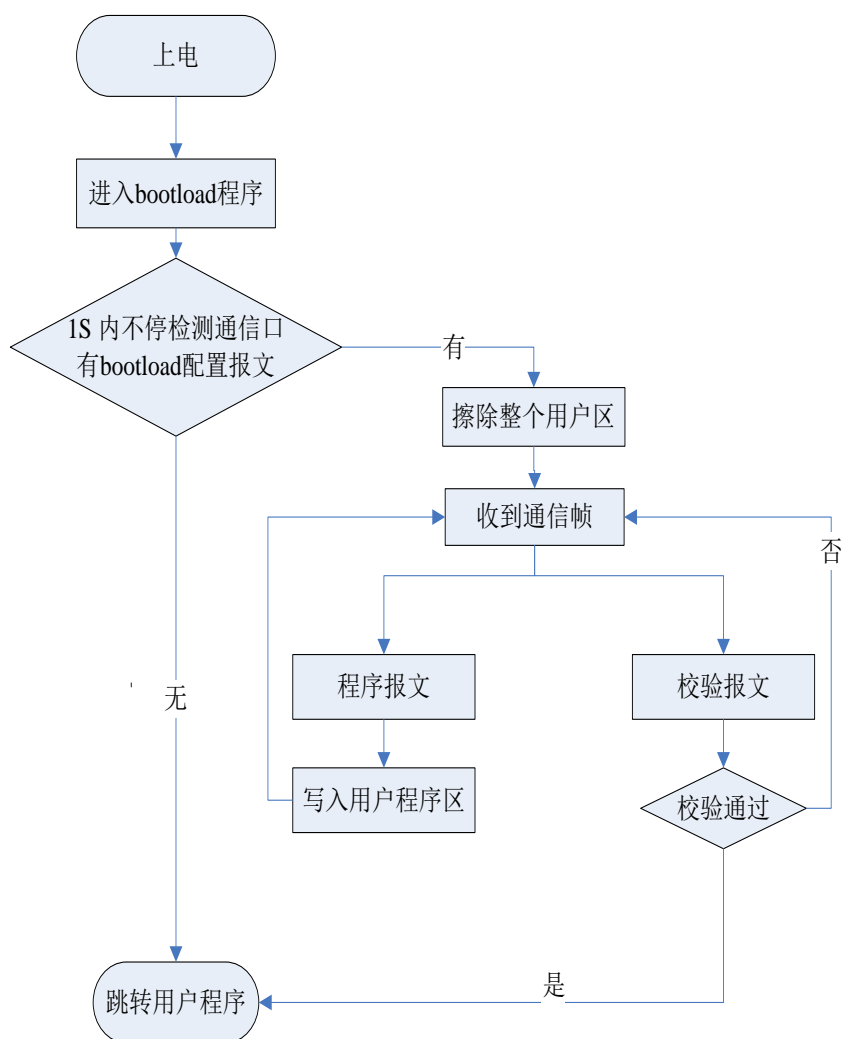 上电
进入bootload程序
1S 内不停检测通信口
有bootload配置报文
有
擦除整个用户区
收到通信帧
否
程序报文
校验报文
无
写入用户程序区
校验通过
是
跳转用户程序